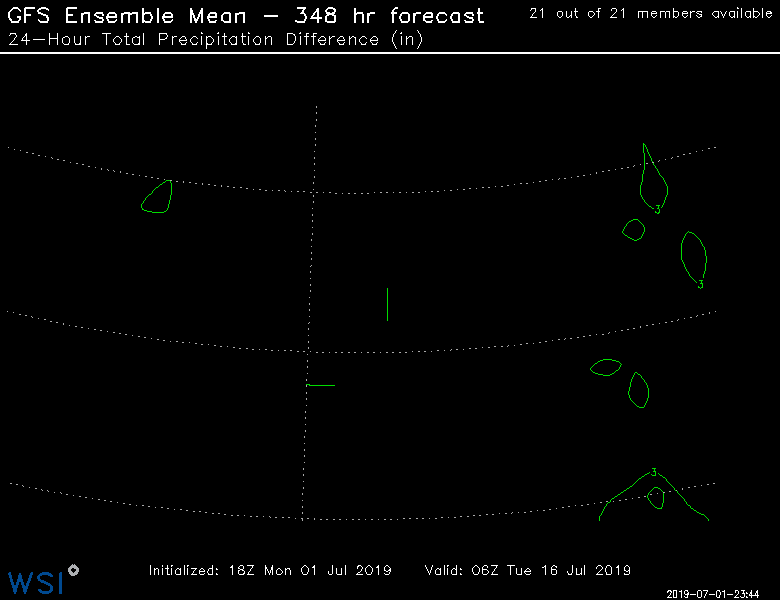 GFS Ensemble Mean - 348 hr forecast
21 out of 21 members available
24-Hour Total Precipitation Difference (in)
3
3
3
Initialized: 18Z Mon 01 Jul 2019
Valid: 06Z Tue 16 Jul 2019
WSI
2019-07-01-23:44